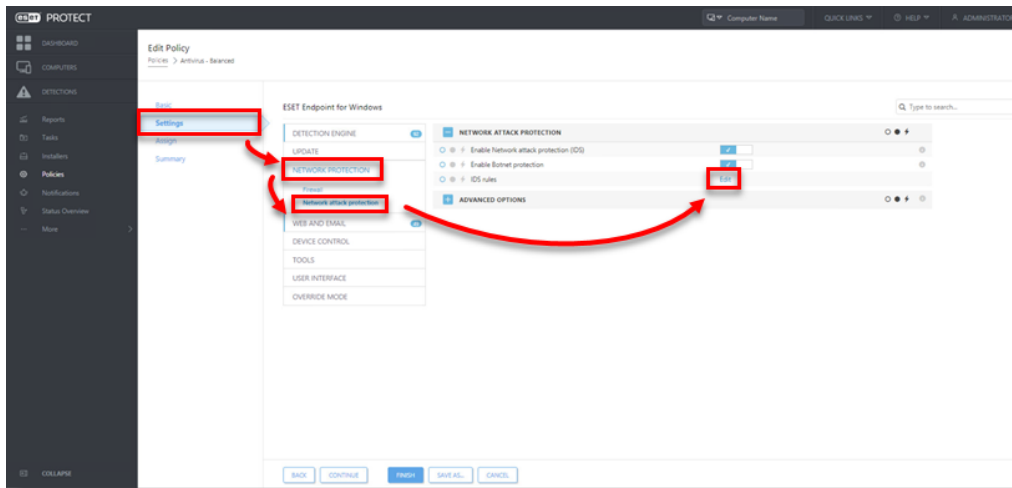 eset PROTECT
Computer Name
QUICK LINKS
HELP
ADMINISTRATOR
DASHBOARD
COMPUTERS
DETECTIONS
Reports
Tasks
Installers
Policies
Notifications
Status Overview
More
COLLAPSE
Edit Policy
Policies > Antivirus - Balanced
Basic
Settings
Assign
Summary
ESET Endpoint for Windows
Type to search...
DETECTION ENGINE
UPDATE
NETWORK PROTECTION
Firewall
Network attack protection
WEB AND EMAIL
DEVICE CONTROL
TOOLS
USER INTERFACE
OVERRIDE MODE
NETWORK ATTACK PROTECTION
Enable Network attack protection (IDS)
Enable Botnet protection
IDS rules
Edit
ADVANCED OPTIONS
BACK
CONTINUE
FINISH
SAVE AS...
CANCEL